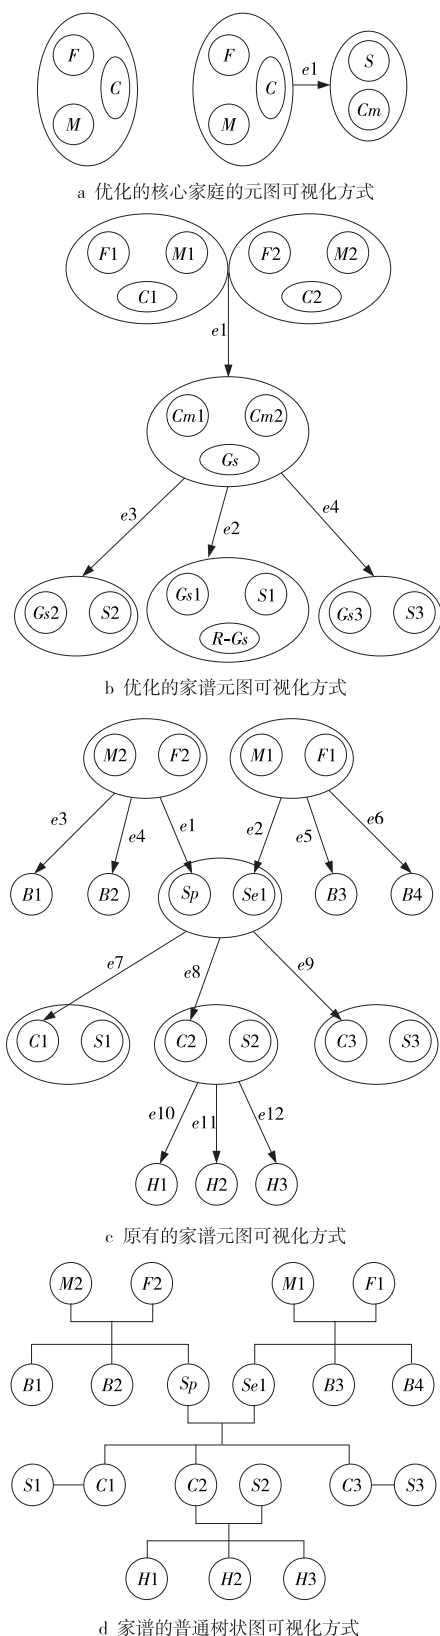 F F S
C C e1
M M Cm
a 优化的核心家庭的元图可视化方式
F1 M1 F2 M2
C1 C2
e1
Cm1 Cm2
Gs
e3 e2 e4
Gs2 S2 Gs1 S1 Gs3 S3
R-Gs
b 优化的家谱元图可视化方式
M2 F2 M1 F1
e3 e4 e1 e2 e5 e6
B1 B2 Sp Se1 B3 B4
e7 e8 e9
C1 S1 C2 S2 C3 S3
e10 e11 e12
H1 H2 H3
c 原有的家谱元图可视化方式
M2 F2 M1 F1
B1 B2 Sp Se1 B3 B4
S1 C1 C2 S2 C3 S3
H1 H2 H3
d 家谱的普通树状图可视化方式